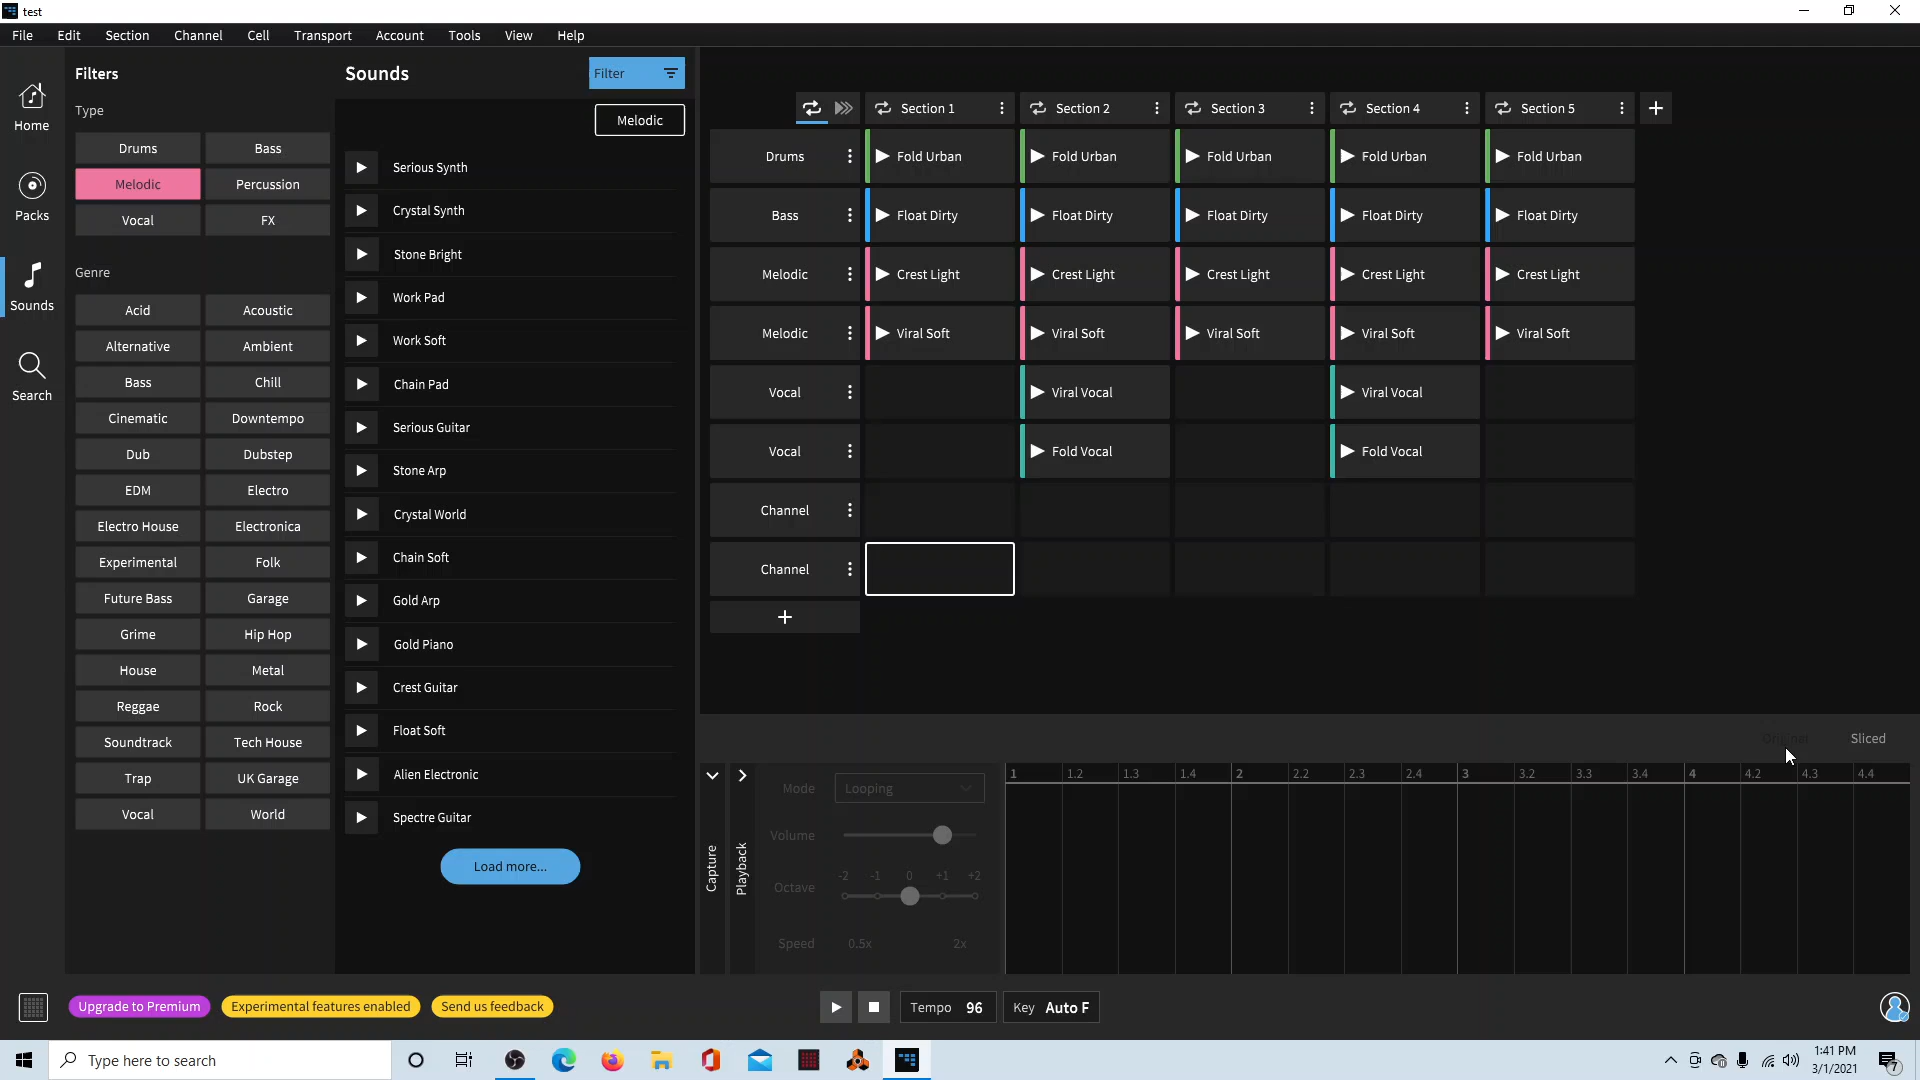 test
File Edit Section Channel Cell Transport Account Tools View Help
Home
Packs
Sounds
Search
Filters
Type
Drums Bass
Melodic Percussion
Vocal FX
Genre
Acid Acoustic
Alternative Ambient
Bass Chill
Cinematic Downtempo
Dub Dubstep
EDM Electro
Electro House Electronica
Experimental Folk
Future Bass Garage
Grime Hip Hop
House Metal
Reggae Rock
Soundtrack Tech House
Trap UK Garage
Vocal World
Sounds Filter
Melodic
Serious Synth
Crystal Synth
Stone Bright
Work Pad
Work Soft
Chain Pad
Serious Guitar
Stone Arp
Crystal World
Chain Soft
Gold Arp
Gold Piano
Crest Guitar
Float Soft
Alien Electronic
Spectre Guitar
Load more...
Section 1 Section 2 Section 3 Section 4 Section 5 +
Drums Fold Urban Fold Urban Fold Urban Fold Urban Fold Urban
Bass Float Dirty Float Dirty Float Dirty Float Dirty Float Dirty
Melodic Crest Light Crest Light Crest Light Crest Light Crest Light
Melodic Viral Soft Viral Soft Viral Soft Viral Soft Viral Soft
Vocal Viral Vocal Viral Vocal
Vocal Fold Vocal Fold Vocal
Channel
Channel
+
Original Sliced
Capture
Playback
Mode Looping
Volume
-2 -1 0 +1 +2
Octave
Speed 0.5x 2x
1 1.2 1.3 1.4 2 2.2 2.3 2.4 3 3.2 3.3 3.4 4 4.2 4.3 4.4
Upgrade to Premium Experimental features enabled Send us feedback
Tempo 96 Key Auto F
Type here to search
1:41 PM
3/1/2021
7